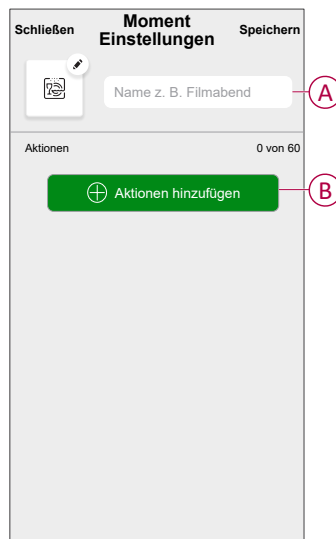 Schließen
Moment
Einstellungen
Speichern
Name z. B. Filmabend
A
Aktionen
0 von 60
Aktionen hinzufügen
B